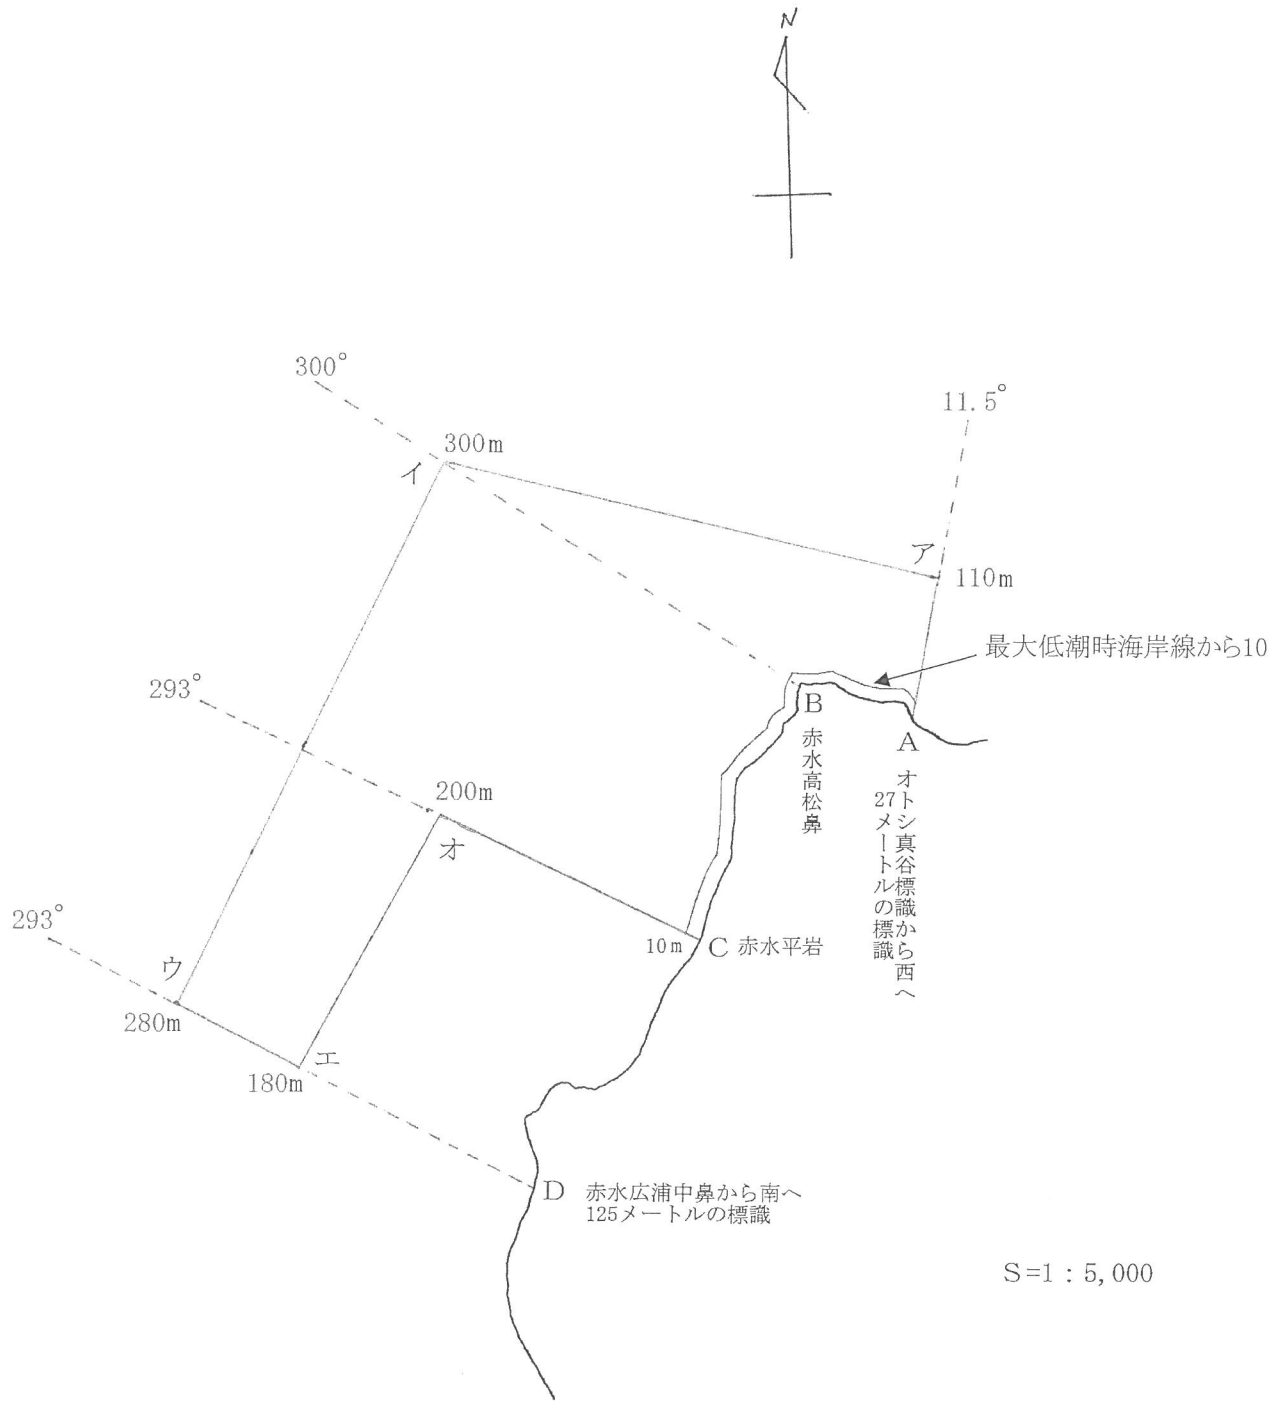 N
300°
11.5°
300m
イ
ア
110m
最大低潮時海岸線から10
293°
B
赤水高松鼻
A
オトシ真谷標識から西へ
27メートルの標識
200m
オ
293°
10m
C 赤水平岩
ウ
280m
エ
180m
D 赤水広浦中鼻から南へ
125メートルの標識
S=1：5,000